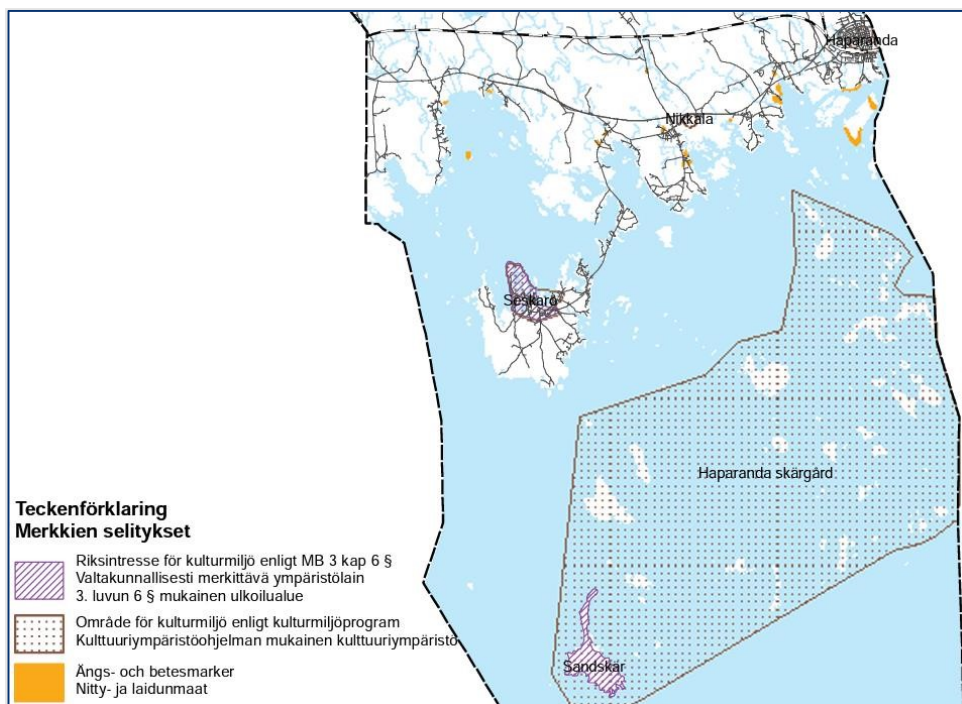 Haparanda
Nikkala
Seskarö
Haparanda skärgård
Sandskär
Teckenförklaring
Merkkien selitykset
Riksintresse för kulturmiljö enligt MB 3 kap 6 §
Valtakunnallisesti merkittävä ympäristölain
3. luvun 6 § mukainen ulkoilualue
Område för kulturmiljö enligt kulturmiljöprogram
Kulttuuriympäristöohjelman mukainen kulttuuriympäristö
Ängs- och betesmarker
Nitty- ja laidunmaat